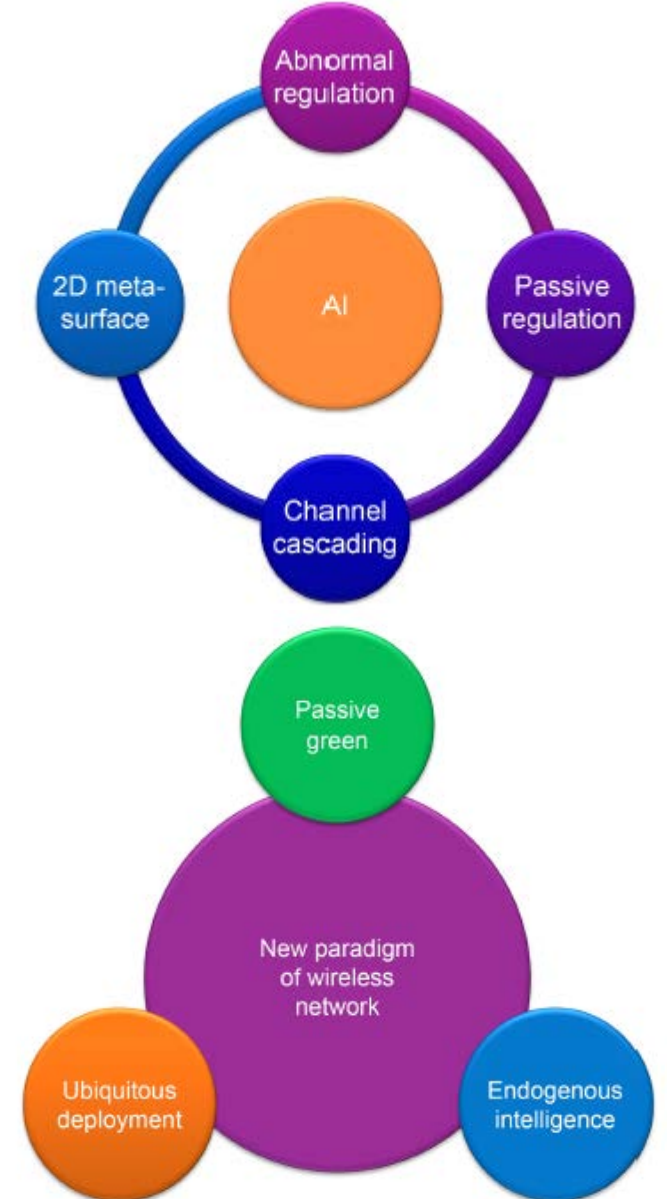 Abnormal
regulation
2D meta-
surface
AI
Passive
regulation
Channel
cascading
Passive
green
New paradigm
of wireless
network
Ubiquitous
deployment
Endogenous
intelligence